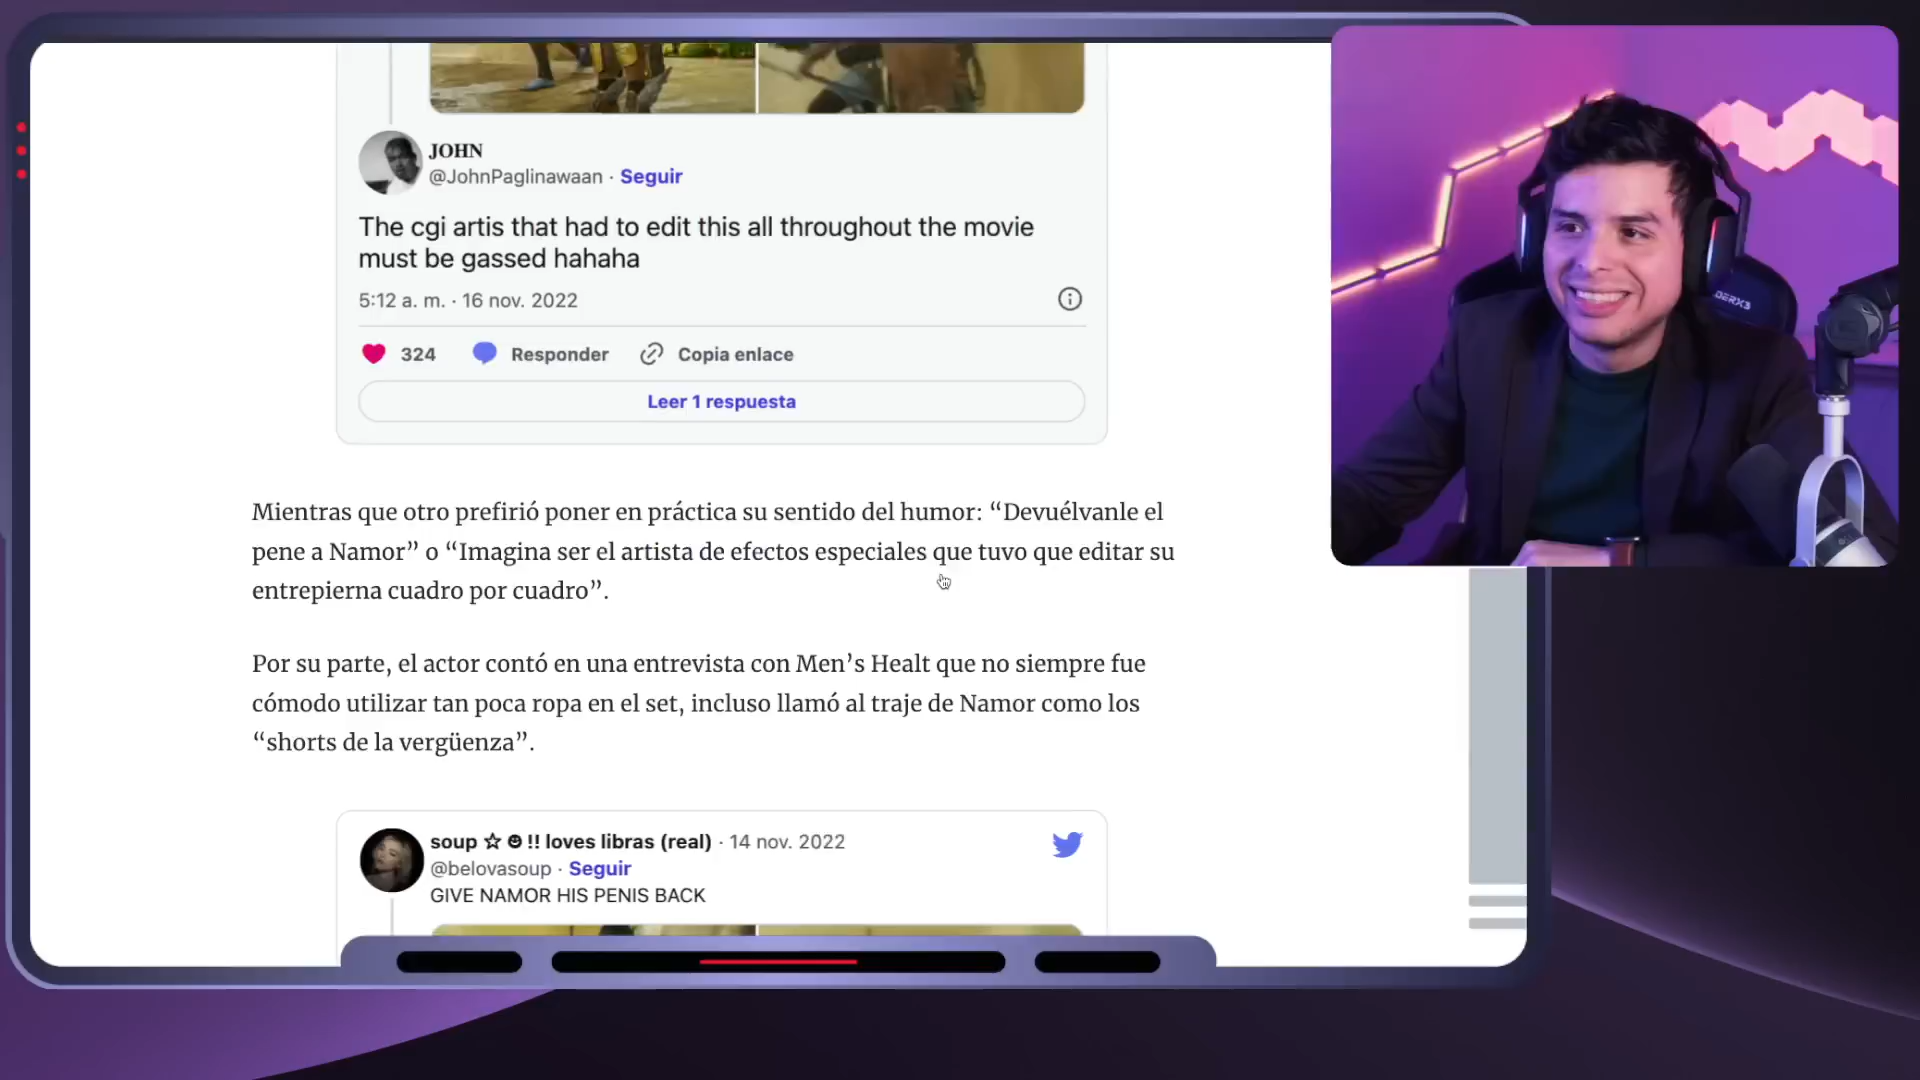 JOHN
@JohnPaglinawaan · Seguir
The cgi artis that had to edit this all throughout the movie
must be gassed hahaha
5:12 a. m. · 16 nov. 2022
324 Responder Copia enlace
Leer 1 respuesta
Mientras que otro prefirió poner en práctica su sentido del humor: “Devuélvanle el
pene a Namor” o “Imagina ser el artista de efectos especiales que tuvo que editar su
entrepierna cuadro por cuadro”.
Por su parte, el actor contó en una entrevista con Men’s Healt que no siempre fue
cómodo utilizar tan poca ropa en el set, incluso llamó al traje de Namor como los
“shorts de la vergüenza”.
soup ☆ ☻ !! loves libras (real) · 14 nov. 2022
@belovasoup · Seguir
GIVE NAMOR HIS PENIS BACK